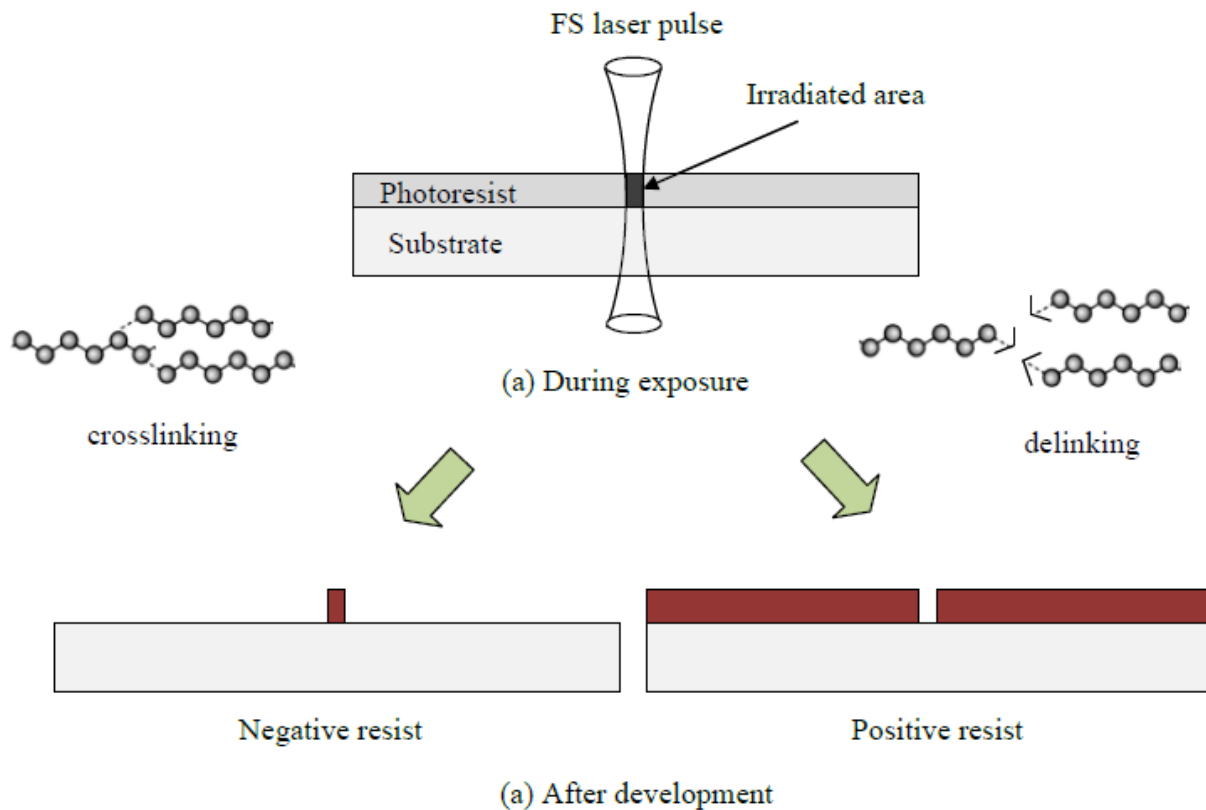 FS laser pulse
Irradiated area
Photoresist
Substrate
(a) During exposure
crosslinking
delinking
Negative resist
Positive resist
(a) After development